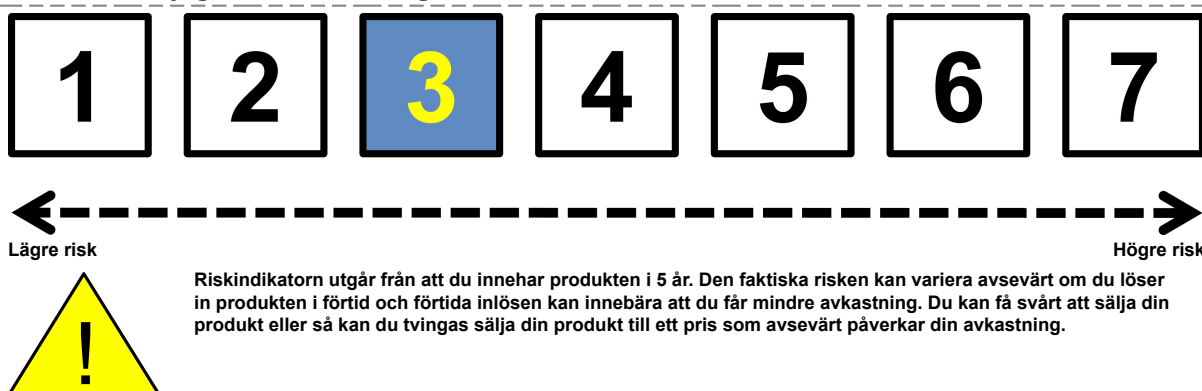 1 2 3 4 5 6 7
Lägre risk Högre risk
Riskindikatorn utgår från att du innehar produkten i 5 år. Den faktiska risken kan variera avsevärt om du löser
in produkten i förtid och förtida inlösen kan innebära att du får mindre avkastning. Du kan få svårt att sälja din
produkt eller så kan du tvingas sälja din produkt till ett pris som avsevärt påverkar din avkastning.
!